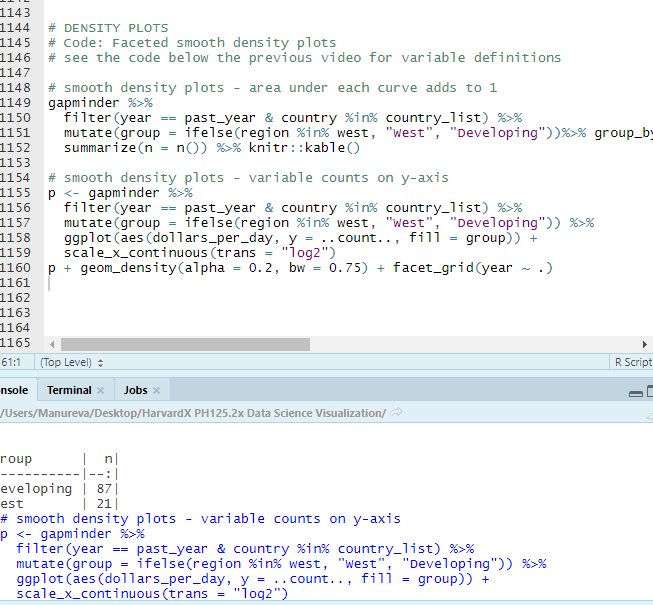 1143
1144 # DENSITY PLOTS
1145 # Code: Faceted smooth density plots
1146 # see the code below the previous video for variable definitions
1147
1148 # smooth density plots - area under each curve adds to 1
1149 gapminder %>%
1150 filter(year == past_year & country %in% country_list) %>%
1151 mutate(group = ifelse(region %in% west, "West", "Developing"))%>% group_by
1152 summarize(n = n()) %>% knitr::kable()
1153
1154 # smooth density plots - variable counts on y-axis
1155 p <- gapminder %>%
1156 filter(year == past_year & country %in% country_list) %>%
1157 mutate(group = ifelse(region %in% west, "West", "Developing")) %>%
1158 ggplot(aes(dollars_per_day, y = ..count.., fill = group)) +
1159 scale_x_continuous(trans = "log2")
1160 p + geom_density(alpha = 0.2, bw = 0.75) + facet_grid(year ~ .)
1161
1162
1163
1164
1165
61:1 (Top Level) R Script
nsole Terminal × Jobs ×
/Users/Manureva/Desktop/HarvardX PH125.2x Data Science Visualization/
roup | n|
----------|--:|
eveloping | 87|
est | 21|
# smooth density plots - variable counts on y-axis
p <- gapminder %>%
filter(year == past_year & country %in% country_list) %>%
mutate(group = ifelse(region %in% west, "West", "Developing")) %>%
ggplot(aes(dollars_per_day, y = ..count.., fill = group)) +
scale_x_continuous(trans = "log2")